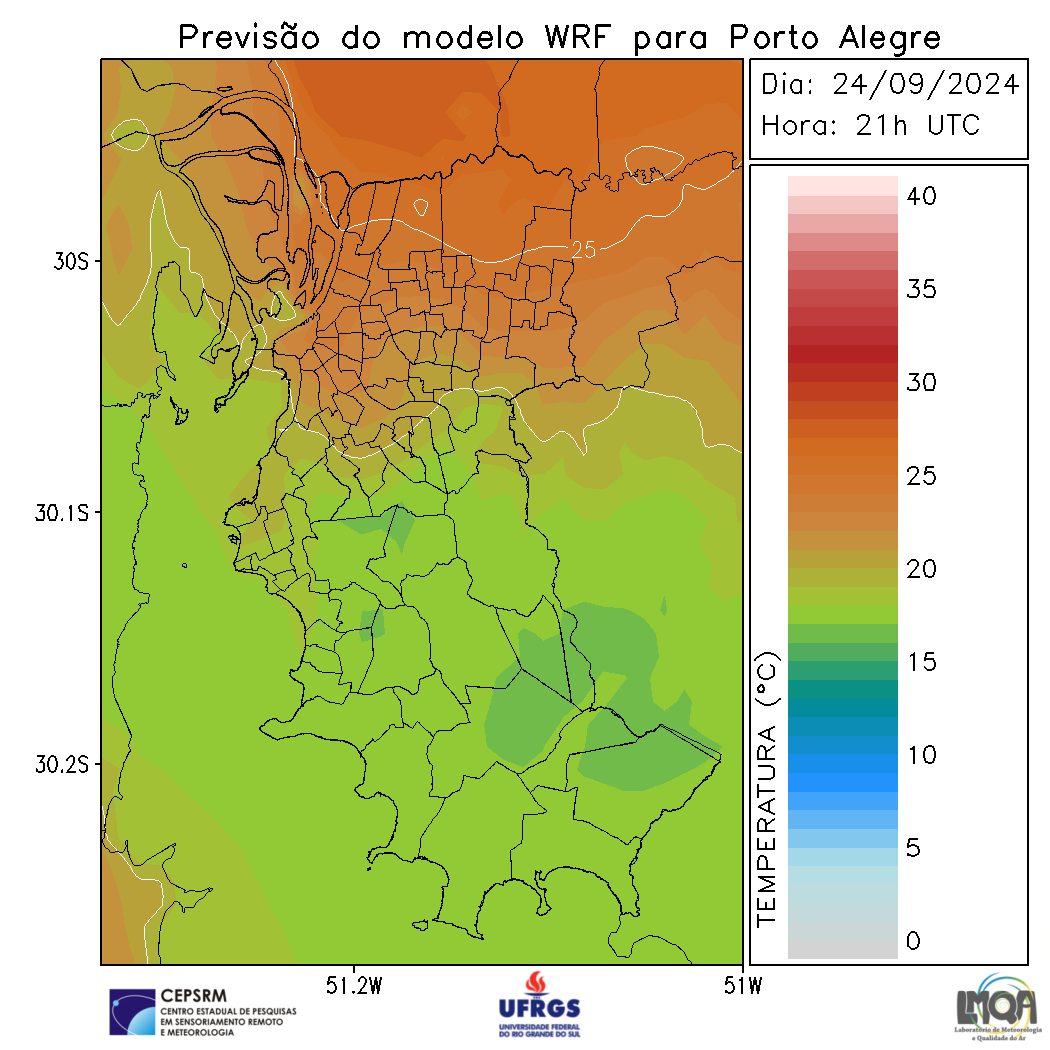 Previsão do modelo WRF para Porto Alegre
Dia: 24/09/2024
Hora: 21h UTC
40
35
30
25
20
15
10
5
0
TEMPERATURA (°C)
25
30S
30.1S
30.2S
51.2W
51W
CEPSRM
CENTRO ESTADUAL DE PESQUISAS
EM SENSORIAMENTO REMOTO
E METEOROLOGIA
UFRGS
UNIVERSIDADE FEDERAL
DO RIO GRANDE DO SUL
LMQA
Laboratório de Meteorologia
e Qualidade do Ar